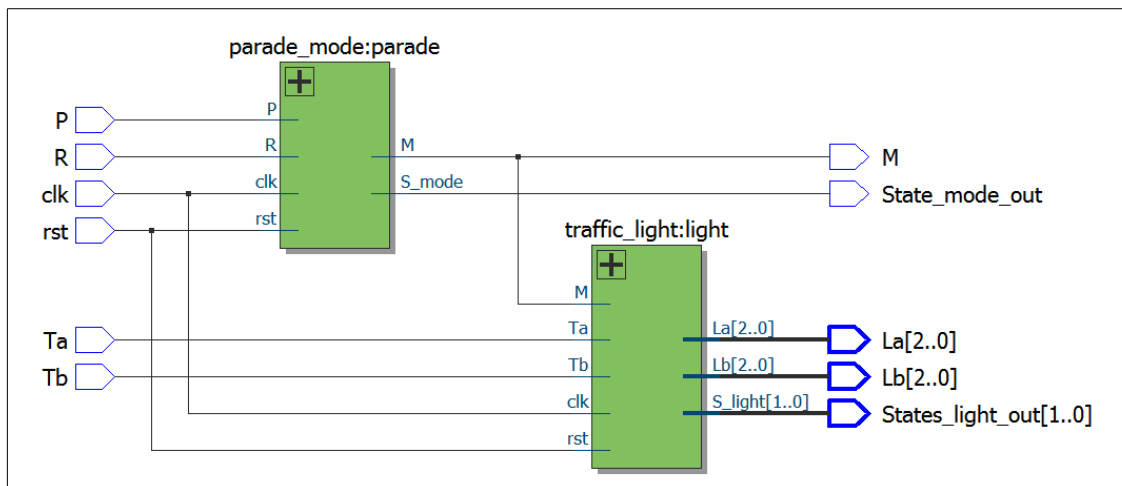 parade_mode:parade
P
P
R
R
M
M
clk
clk
S_mode
State_mode_out
rst
rst
traffic_light:light
M
Ta
Ta
La[2..0]
La[2..0]
Tb
Tb
Lb[2..0]
Lb[2..0]
clk
S_light[1..0]
States_light_out[1..0]
rst